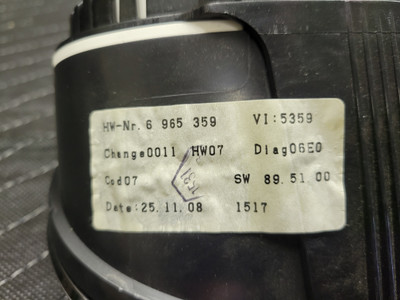 HW-Nr. 6 965 359 VI:5359
Change0011 HW07 Diag06E0
Cod07 SW 89.51.00
Date:25.11.08 1517